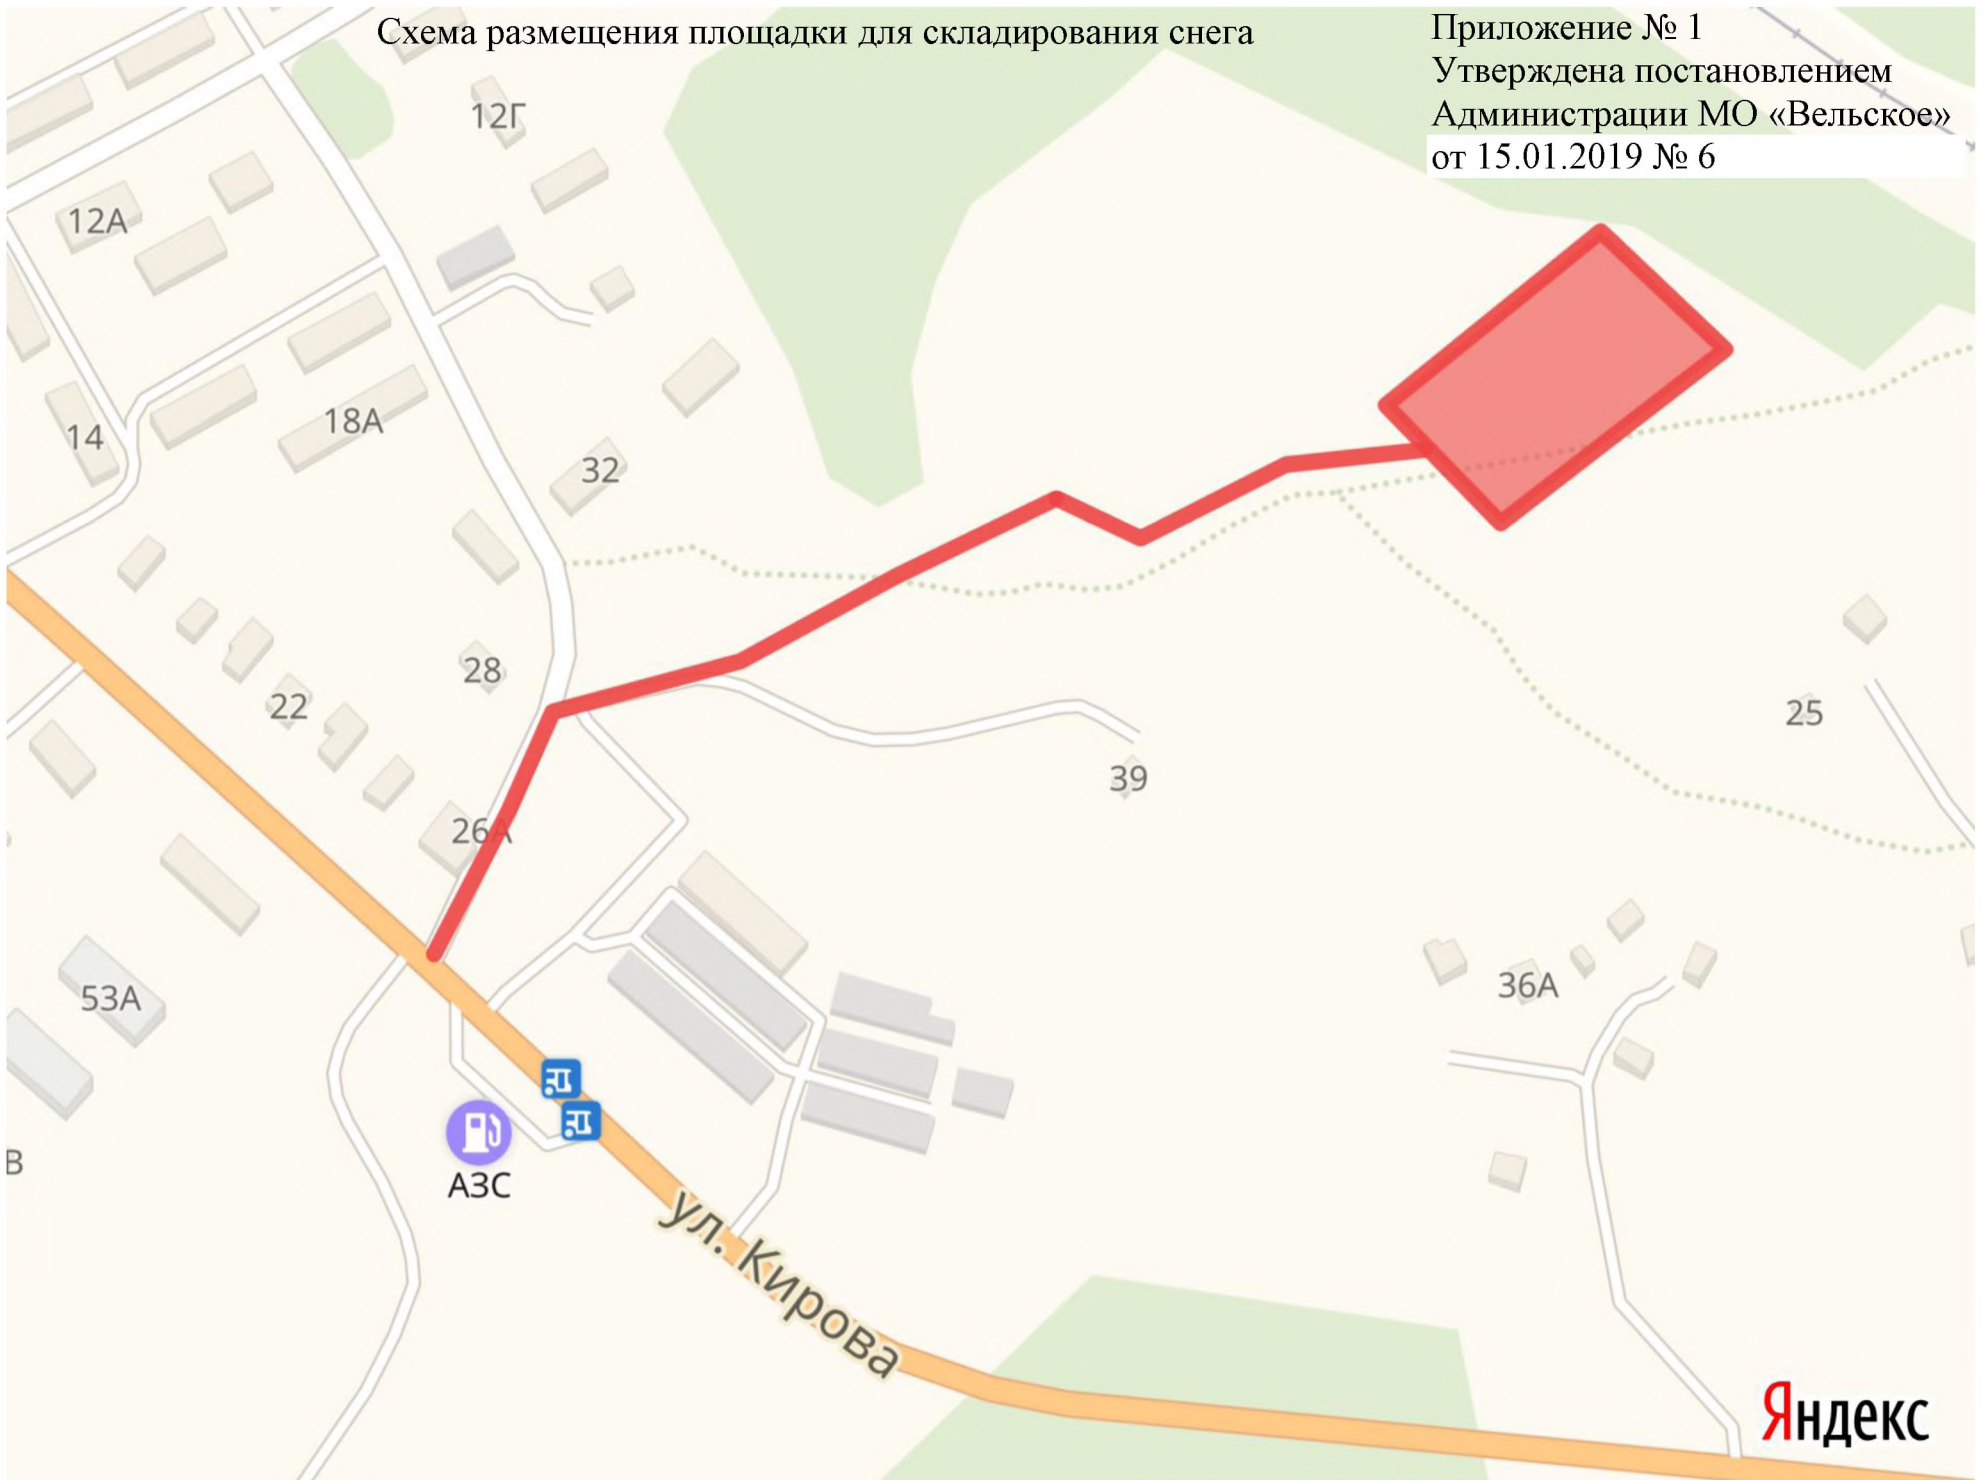 Схема размещения площадки для складирования снега
Приложение № 1
Утверждена постановлением
Администрации МО «Вельское»
от 15.01.2019 № 6
12Г
12А
14
18А
32
28
22
25
39
26А
36А
53А
В
АЗС
ул. Кирова
Яндекс